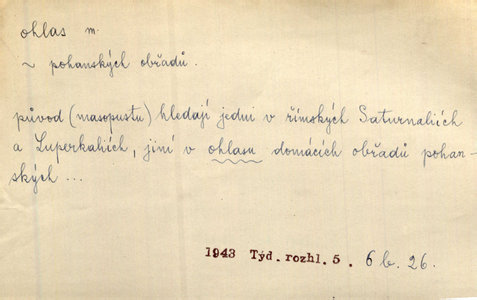 ohlas m.
~ pohanských obřadů.
původ (masopustu) hledají jedni v římských Saturnaliích
a Luperkaliích, jiní v ohlasu domácích obřadů pohan-
ských ...
1943 Týd. rozhl. 5. 6 b. 26.